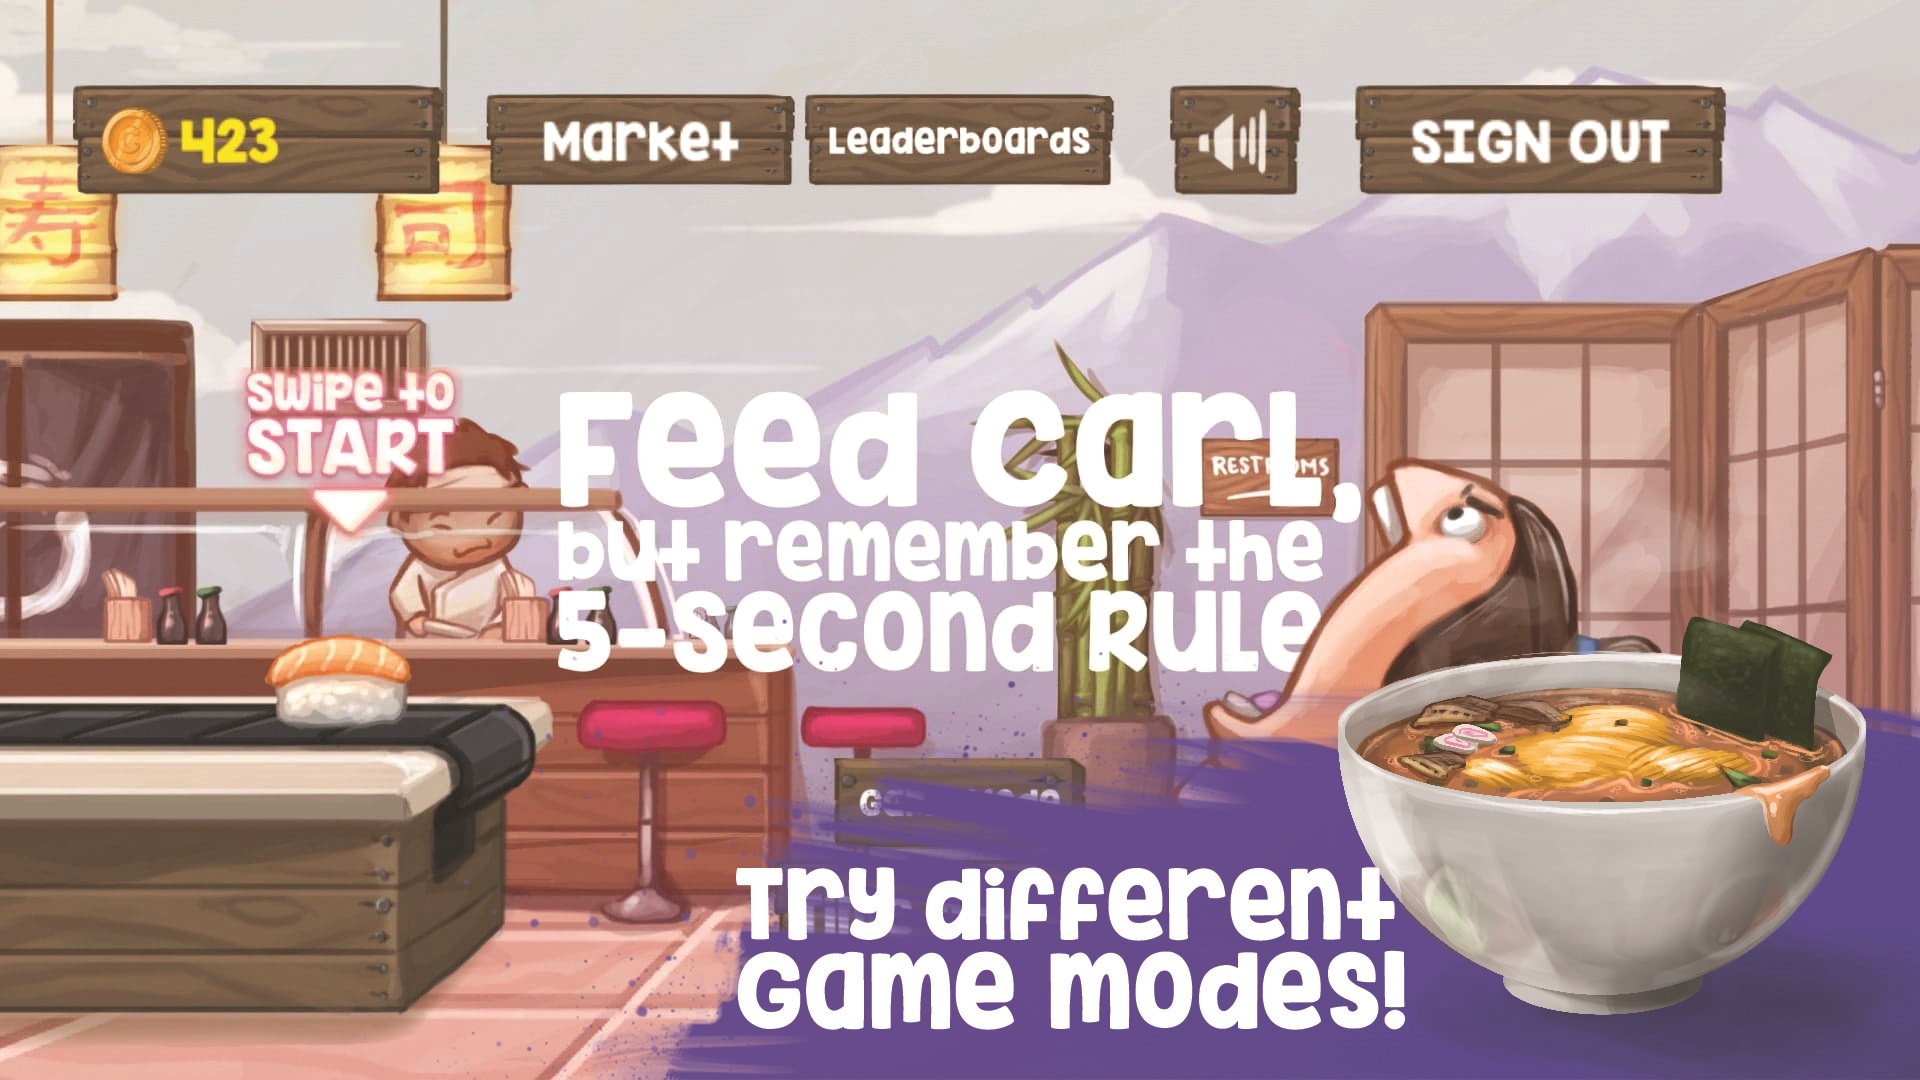 423
Market
Leaderboards
SIGN OUT
寿
司
SWiPe to
START
Feed Carl,
but remember the
5-Second Rule
Try different
Game modes!